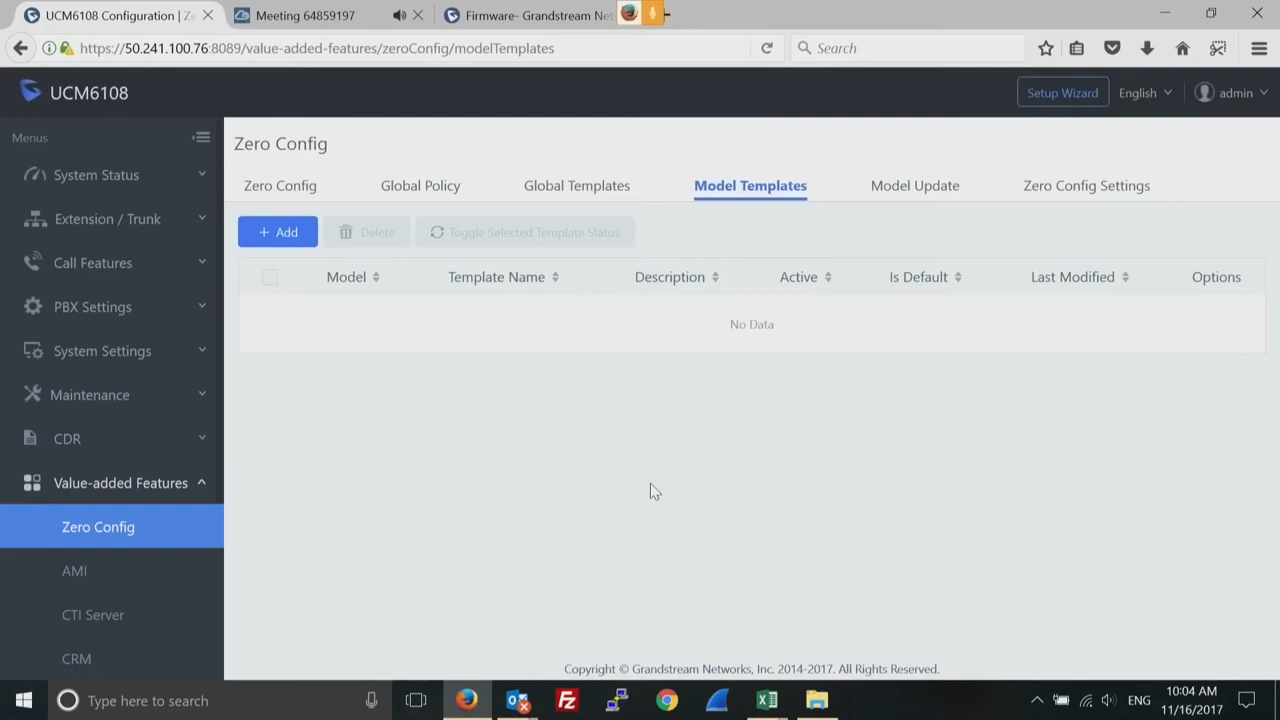 UCM6108 Configuration | Ze
Meeting 64859197
Firmware- Grandstream Net
https://50.241.100.76:8089/value-added-features/zeroConfig/modelTemplates
Search
UCM6108
Setup Wizard
English
admin
Menus
System Status
Extension / Trunk
Call Features
PBX Settings
System Settings
Maintenance
CDR
Value-added Features
Zero Config
AMI
CTI Server
CRM
Zero Config
Zero Config Global Policy Global Templates Model Templates Model Update Zero Config Settings
+ Add Delete Toggle Selected Template Status
Model Template Name Description Active Is Default Last Modified Options
No Data
Copyright © Grandstream Networks, Inc. 2014-2017. All Rights Reserved.
Type here to search
ENG
10:04 AM
11/16/2017